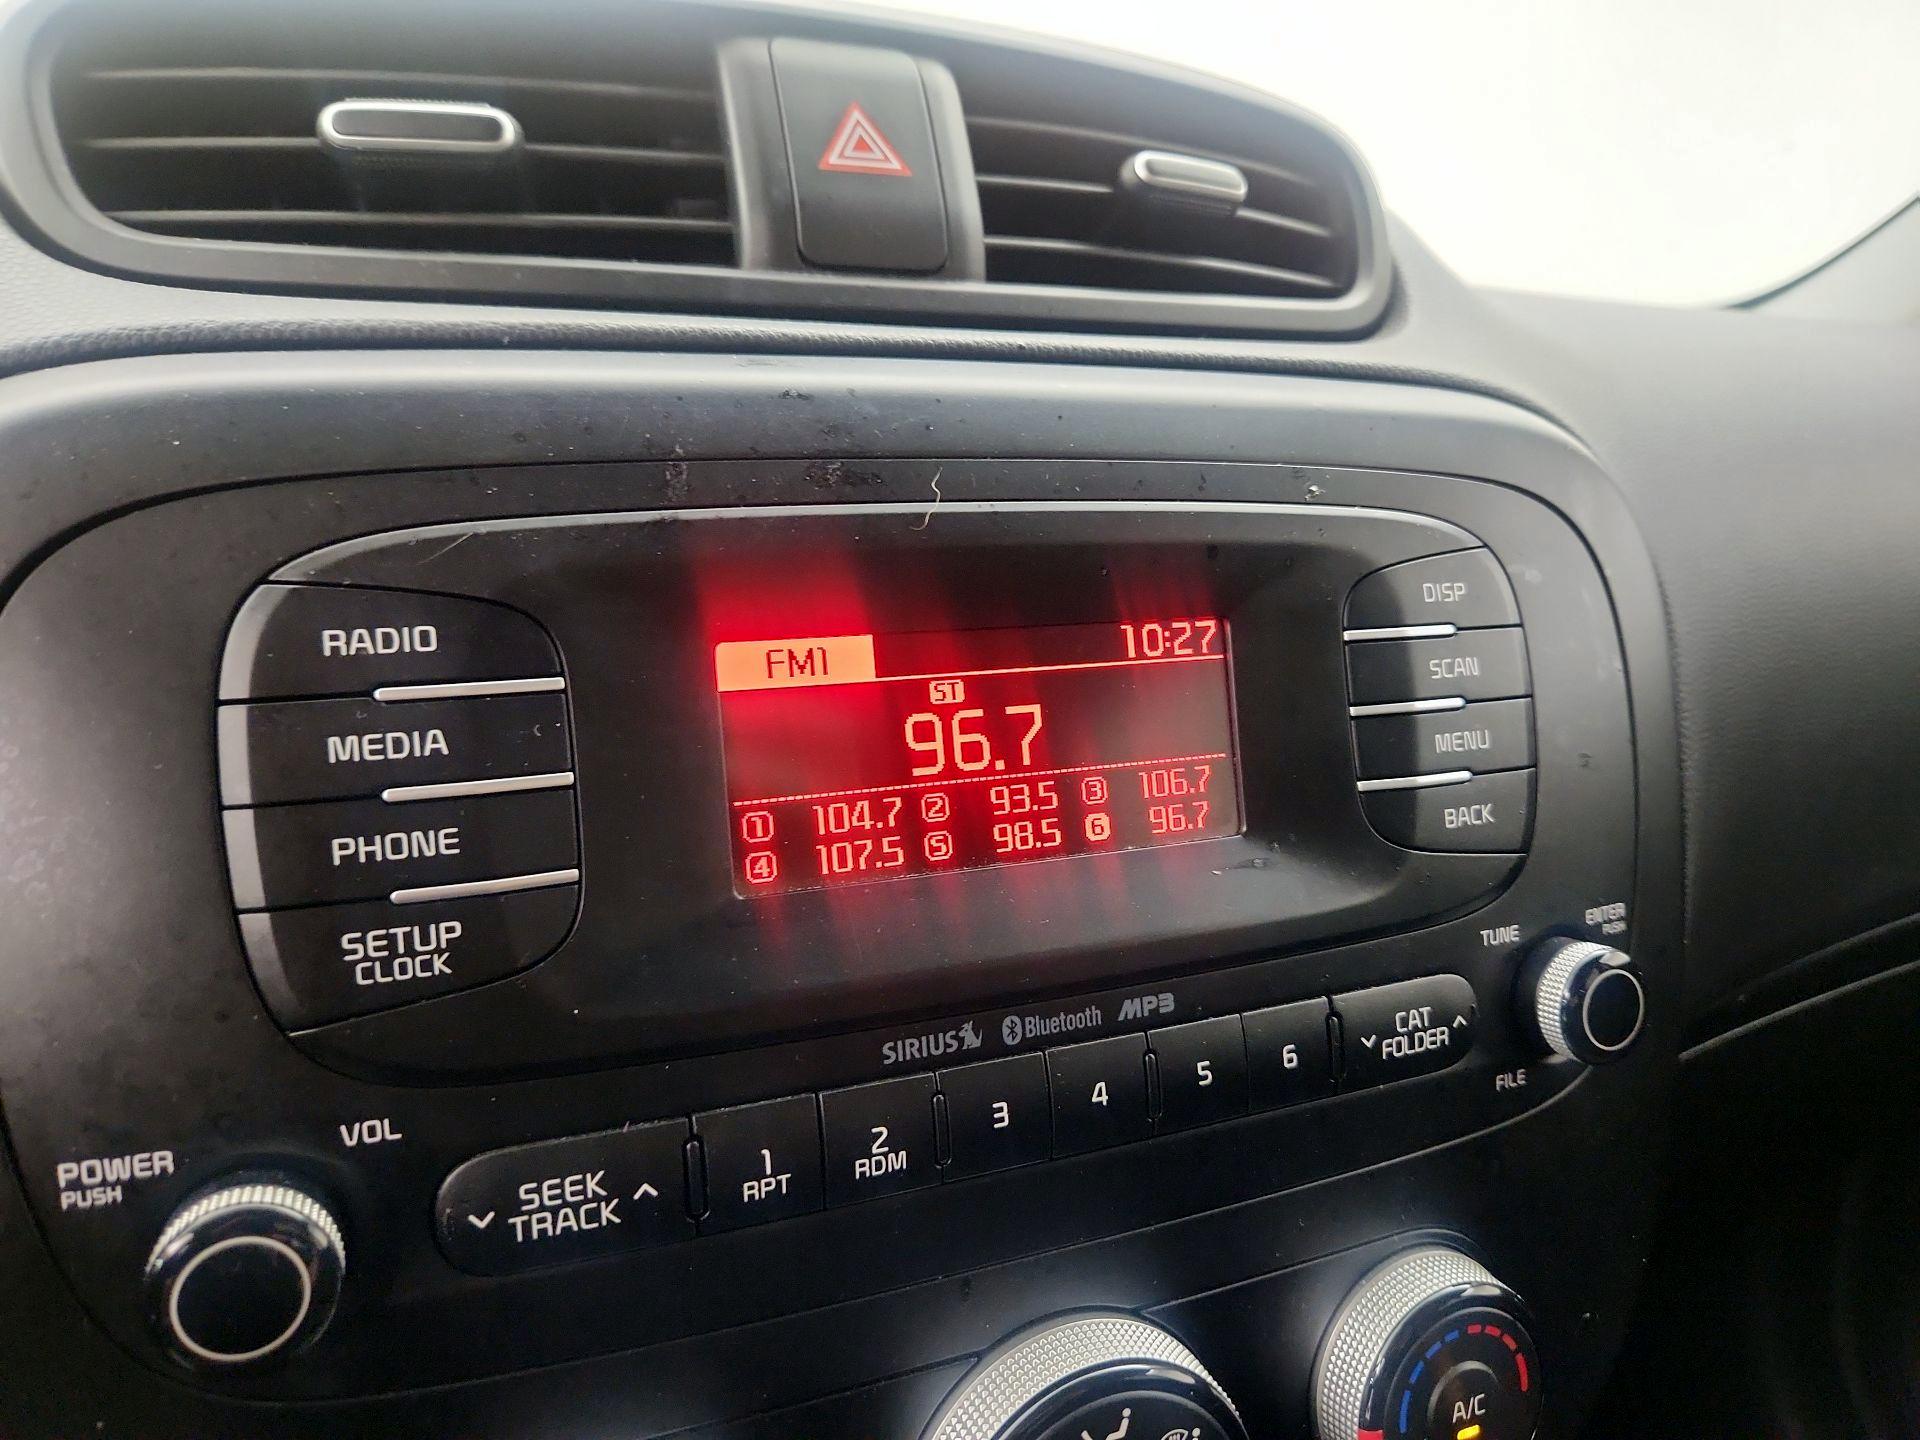 FM1 10:27
ST
96.7
1 104.7 2 93.5 3 106.7
4 107.5 5 98.5 6 96.7
RADIO
MEDIA
PHONE
SETUP
CLOCK
DISP
SCAN
MENU
BACK
SIRIUS Bluetooth MP3
TUNE
ENTER
PUSH
FILE
POWER
PUSH
VOL
SEEK
TRACK
1
RPT
2
RDM
3
4
5
6
CAT
FOLDER
A/C